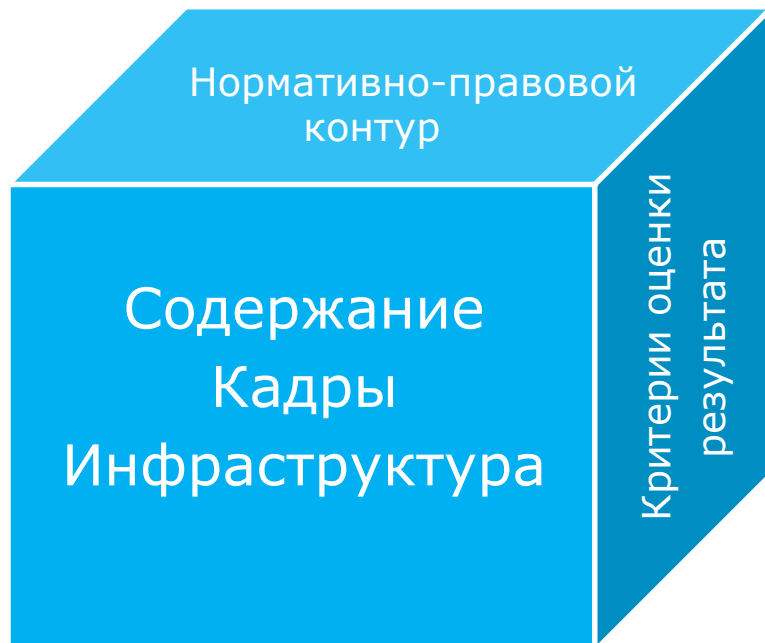 Нормативно-правовой
контур
Содержание
Кадры
Инфраструктура
Критерии оценки
результата